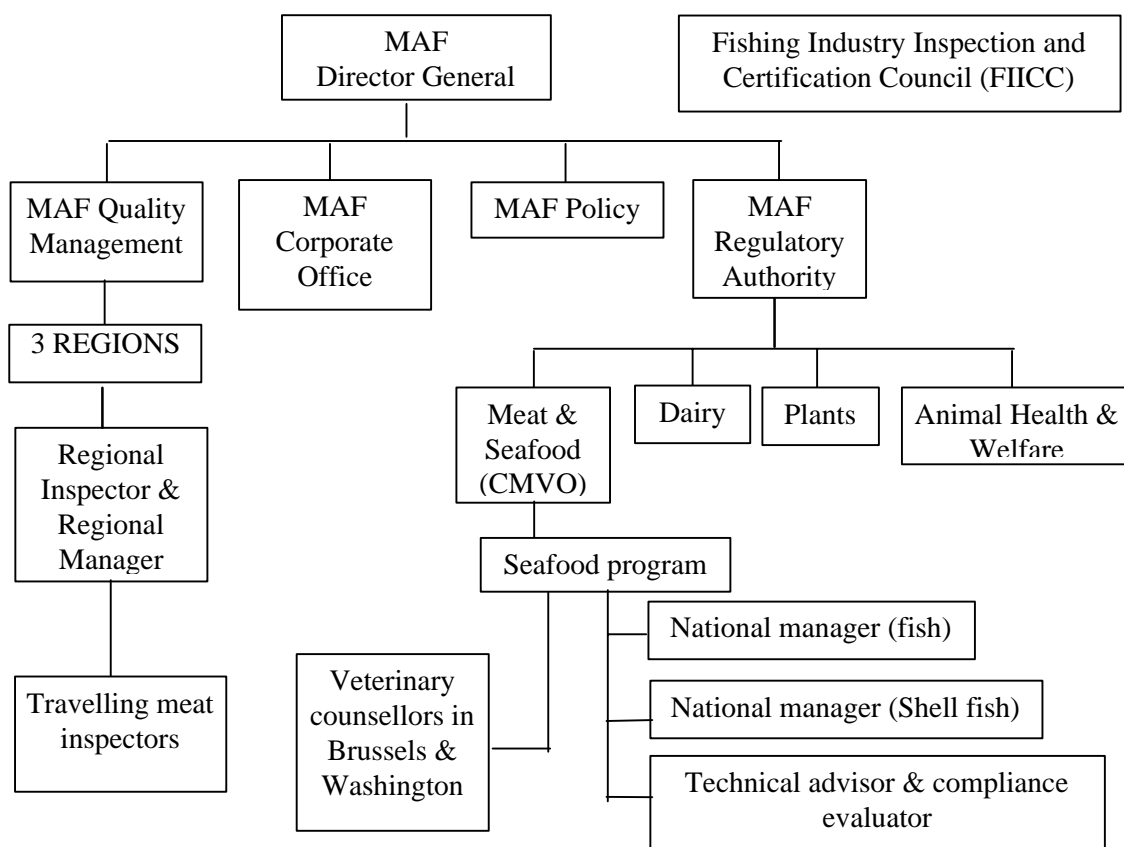 MAF
Director General
Fishing Industry Inspection and
Certification Council (FIICC)
MAF Quality
Management
MAF
Corporate
Office
MAF Policy
MAF
Regulatory
Authority
3 REGIONS
Meat &
Seafood
(CMVO)
Dairy
Plants
Animal Health &
Welfare
Regional
Inspector &
Regional
Manager
Seafood program
National manager (fish)
Veterinary
counsellors in
Brussels &
Washington
National manager (Shell fish)
Travelling meat
inspectors
Technical advisor & compliance
evaluator